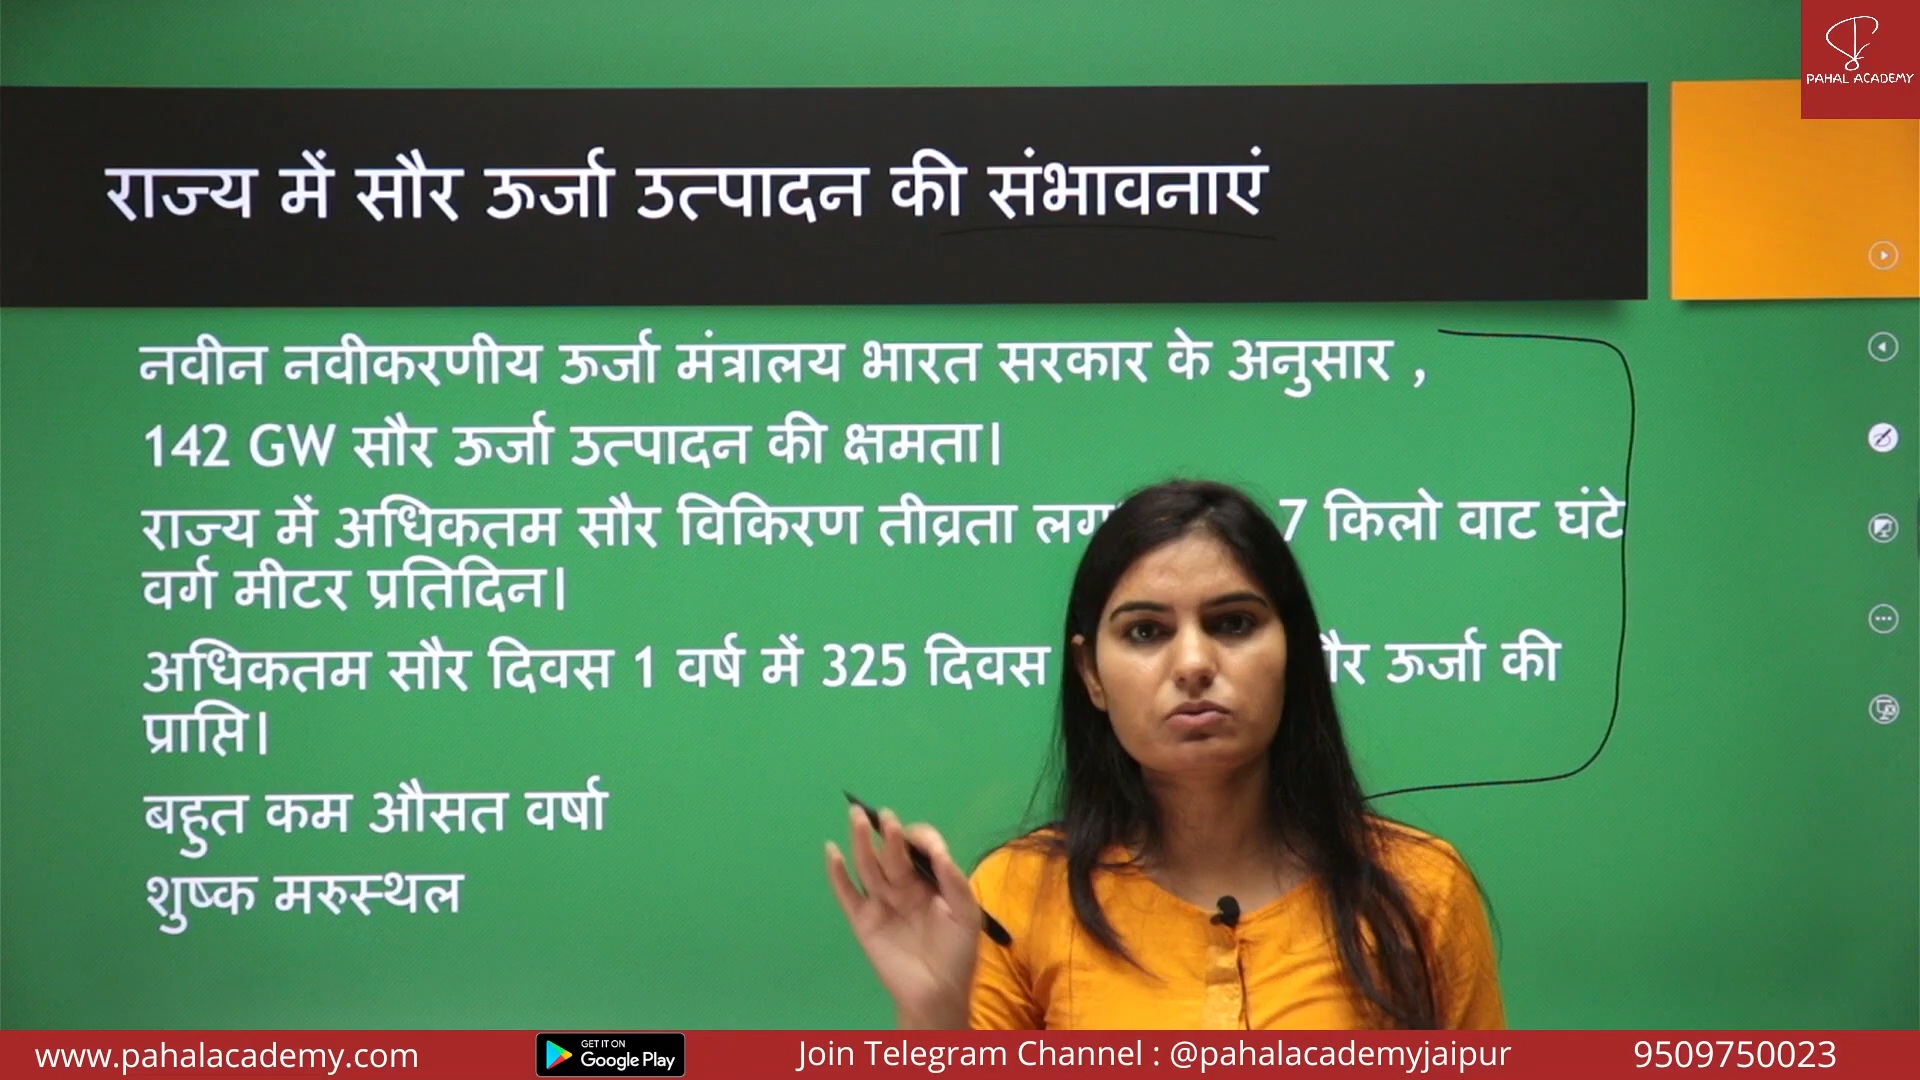 PAHAL ACADEMY
राज्य में सौर ऊर्जा उत्पादन की संभावनाएं
नवीन नवीकरणीय ऊर्जा मंत्रालय भारत सरकार के अनुसार ,
142 GW सौर ऊर्जा उत्पादन की क्षमता।
राज्य में अधिकतम सौर विकिरण तीव्रता 7 किलो वाट घंटे
वर्ग मीटर प्रतिदिन।
अधिकतम सौर दिवस 1 वर्ष में 325 दिवस ऊर्जा की
प्राप्ति।
बहुत कम औसत वर्षा
शुष्क मरुस्थल
www.pahalacademy.com
GET IT ON
Google Play
Join Telegram Channel : @pahalacademyjaipur
9509750023